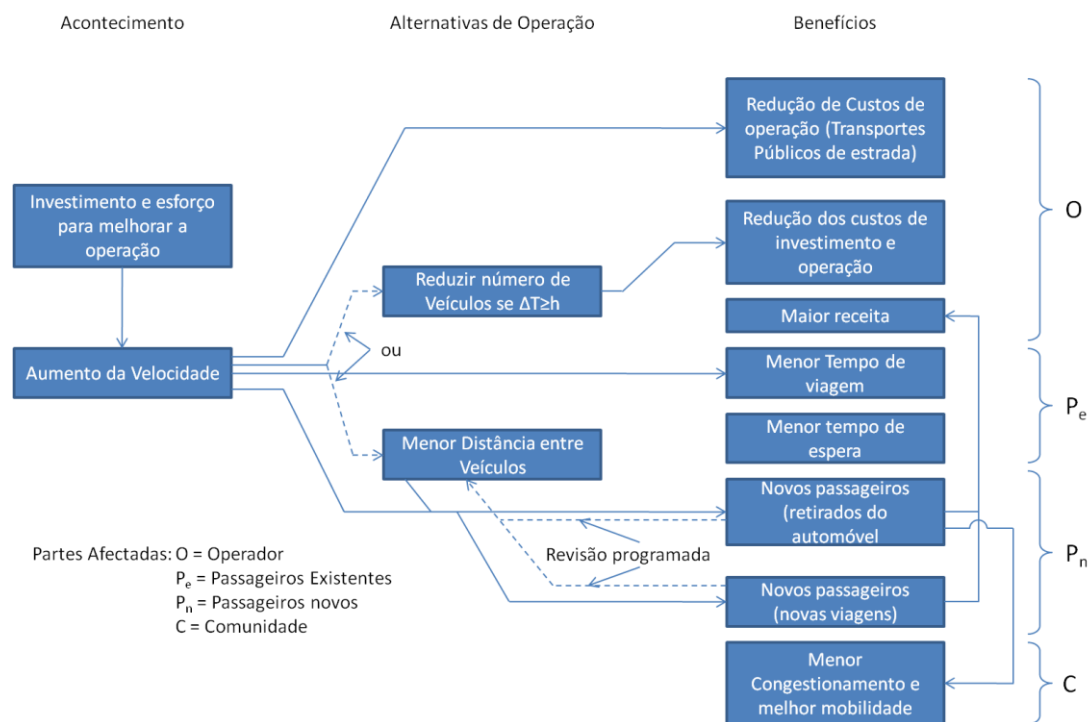 Acontecimento
Alternativas de Operação
Benefícios
Investimento e esforço
para melhorar a
operação
Aumento da Velocidade
Reduzir número de
Veículos se ΔT≥h
ou
Menor Distância entre
Veículos
Revisão programada
Redução de Custos de
operação (Transportes
Públicos de estrada)
Redução dos custos de
investimento e
operação
Maior receita
Menor Tempo de
viagem
Menor tempo de
espera
Novos passageiros
(retirados do
automóvel
Novos passageiros
(novas viagens)
Menor
Congestionamento e
melhor mobilidade
O
Pe
Pn
C
Partes Afectadas: O = Operador
Pe = Passageiros Existentes
Pn = Passageiros novos
C = Comunidade